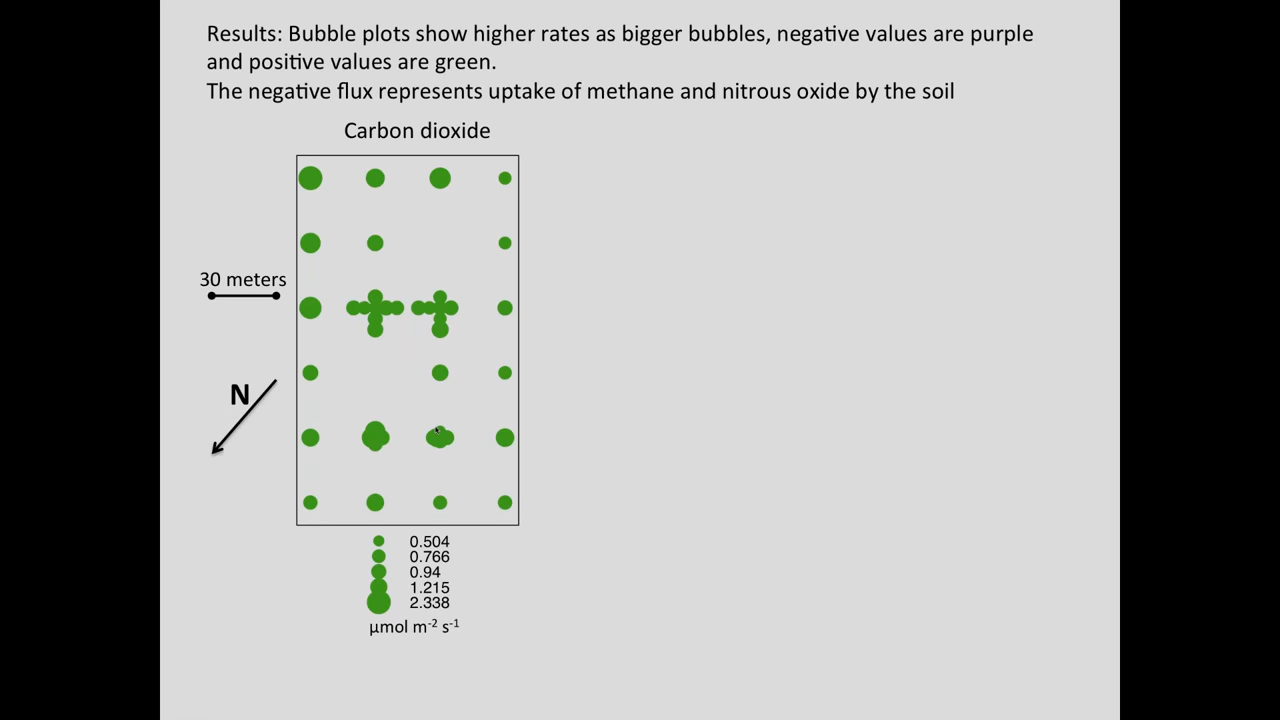 Results: Bubble plots show higher rates as bigger bubbles, negative values are purple
and positive values are green.
The negative flux represents uptake of methane and nitrous oxide by the soil
Carbon dioxide
30 meters
N
0.504
0.766
0.94
1.215
2.338
µmol m⁻² s⁻¹